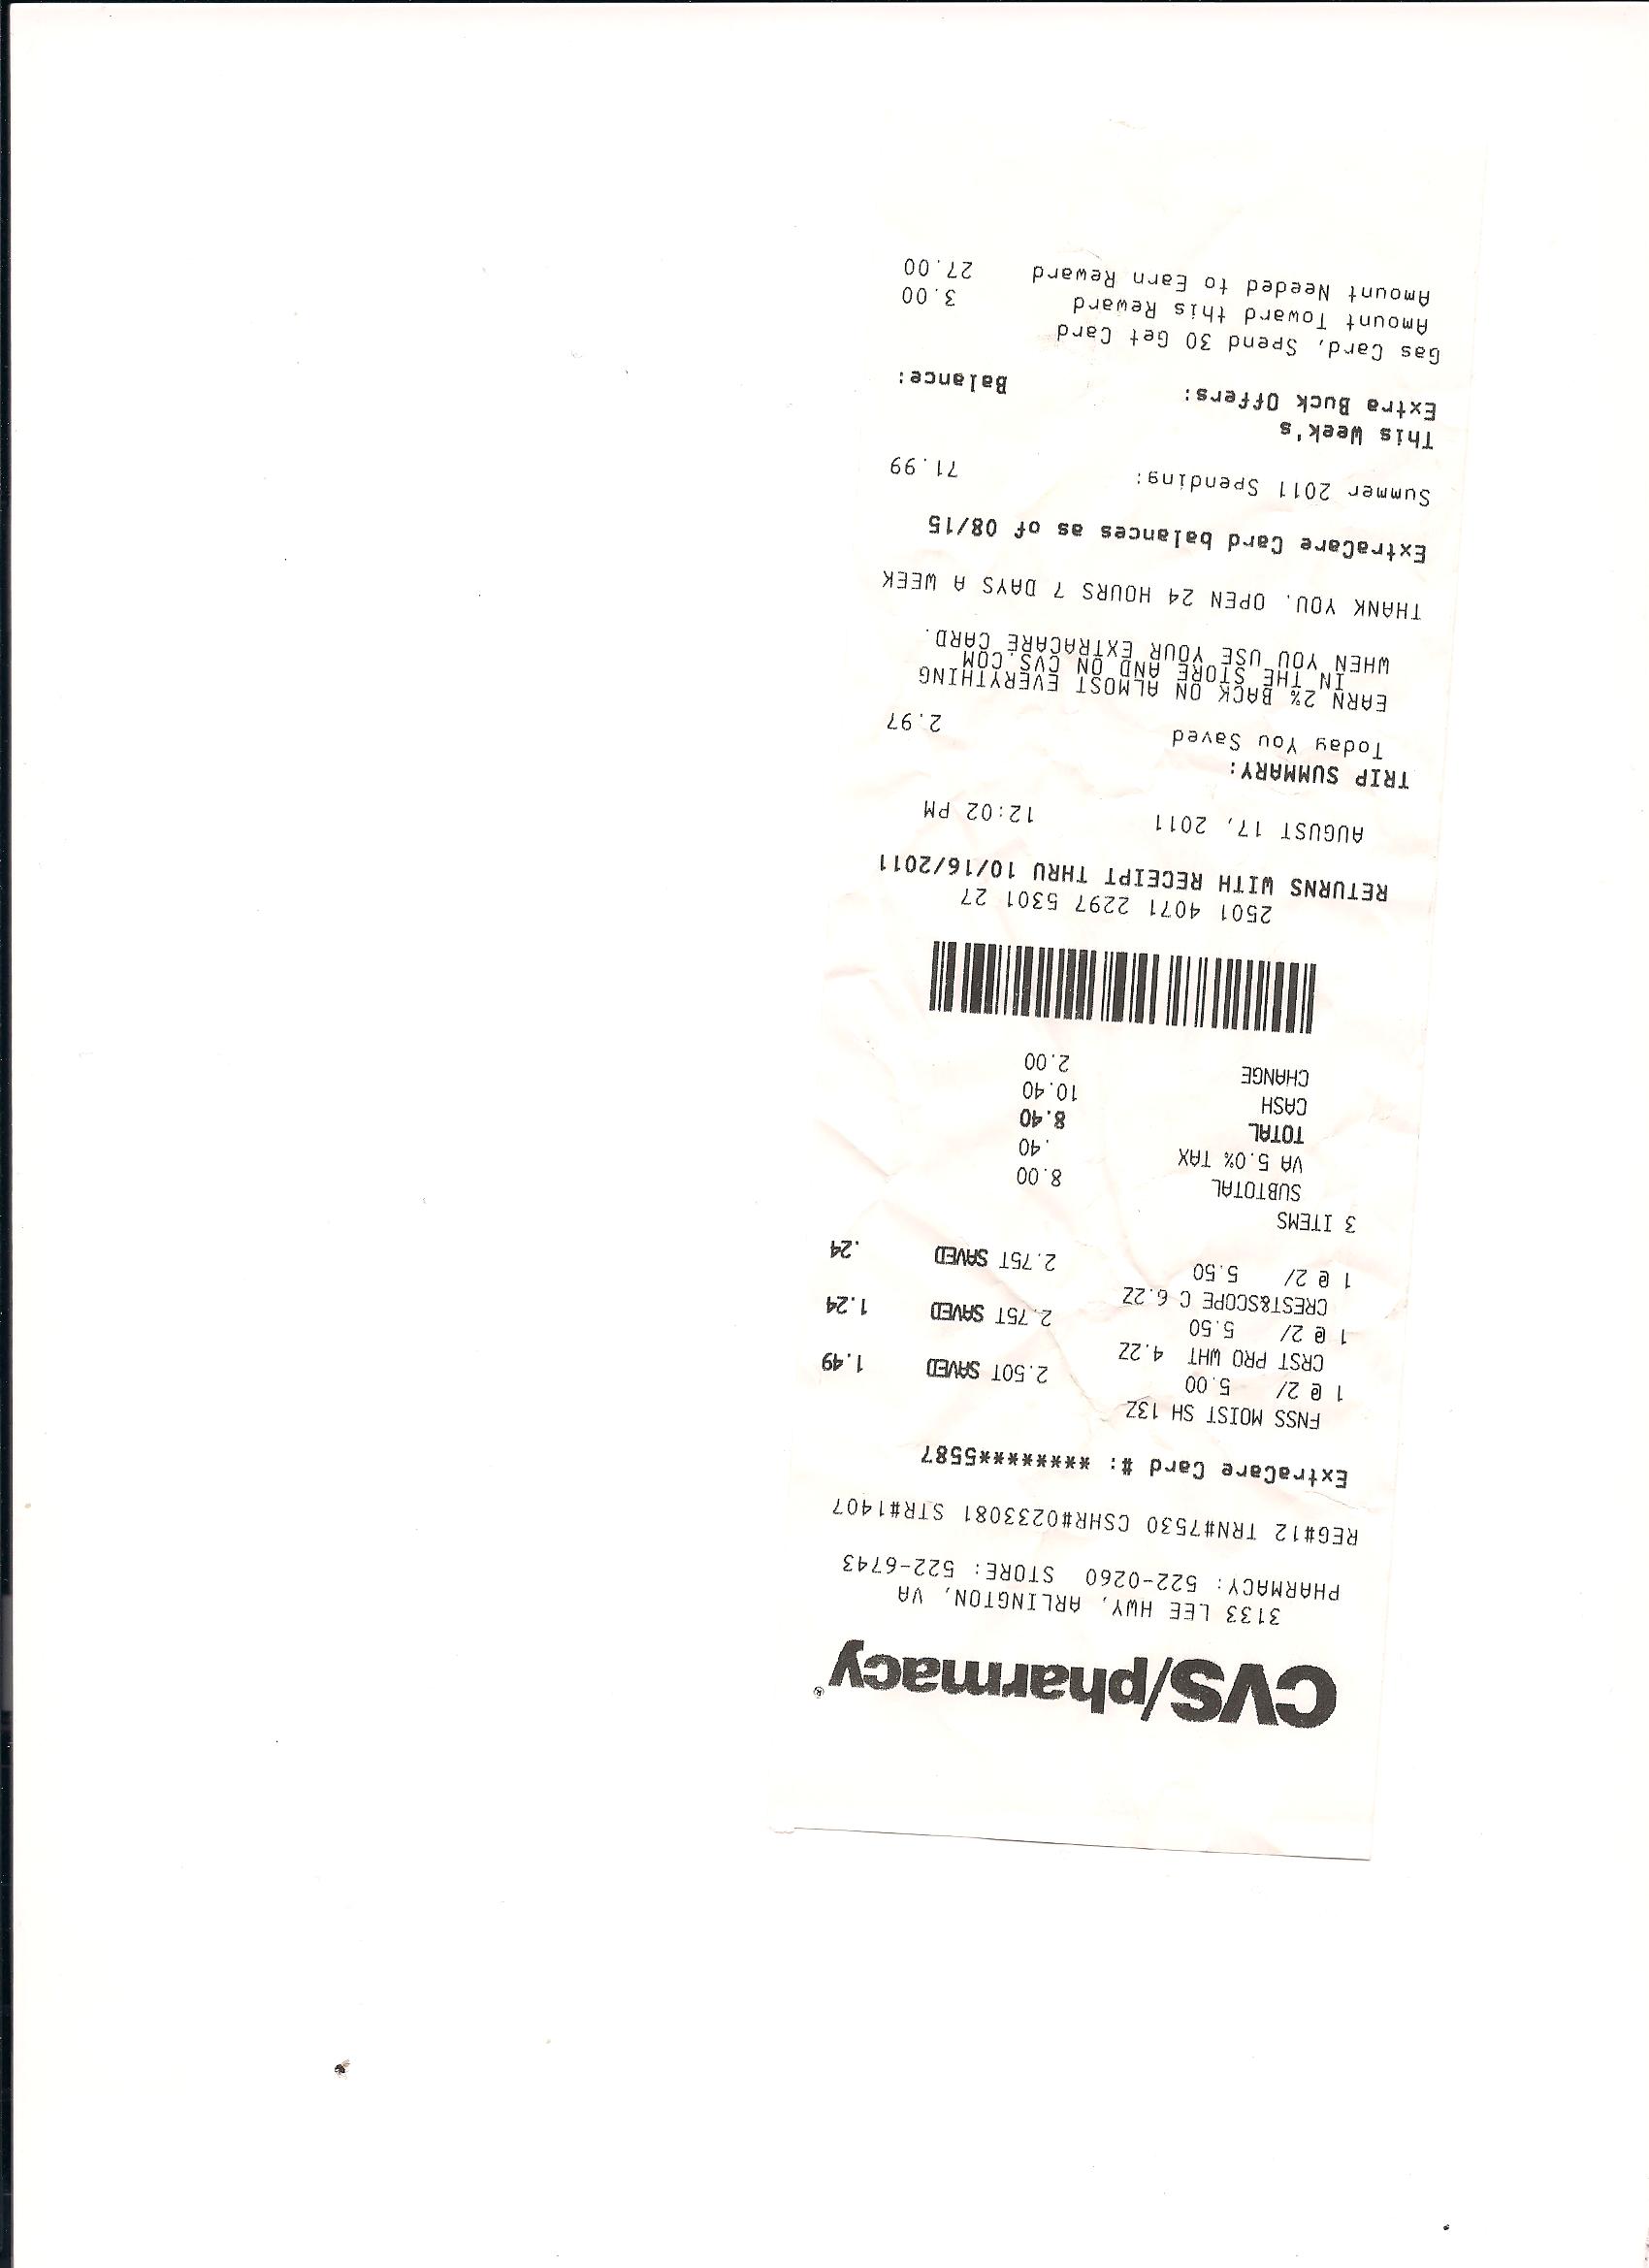 CVS/pharmacy®
3133 LEE HWY, ARLINGTON, VA
PHARMACY: 522-0260 STORE: 522-6743
REG#12 TRN#7530 CSHR#0233081 STR#1407
ExtraCare Card #: *********5587
FNSS MOIST SH 13Z
1 @ 2/ 5.00 2.50T SAVED 1.49
CRST PRO WHT 4.2Z
1 @ 2/ 5.50 2.75T SAVED 1.24
CREST&SCOPE C 6.2Z
1 @ 2/ 5.50 2.75T SAVED .24
3 ITEMS
SUBTOTAL 8.00
VA 5.0% TAX .40
TOTAL 8.40
CASH 10.40
CHANGE 2.00
2501 4071 2297 5301 27
RETURNS WITH RECEIPT THRU 10/16/2011
AUGUST 17, 2011 12:02 PM
TRIP SUMMARY:
Today You Saved 2.97
EARN 2% BACK ON ALMOST EVERYTHING
IN THE STORE AND ON CVS.COM
WHEN YOU USE YOUR EXTRACARE CARD.
THANK YOU. OPEN 24 HOURS 7 DAYS A WEEK
ExtraCare Card balances as of 08/15
Summer 2011 Spending: 71.99
This Week's
Extra Buck Offers: Balance:
Gas Card, Spend 30 Get Card
Amount Toward this Reward 3.00
Amount Needed to Earn Reward 27.00